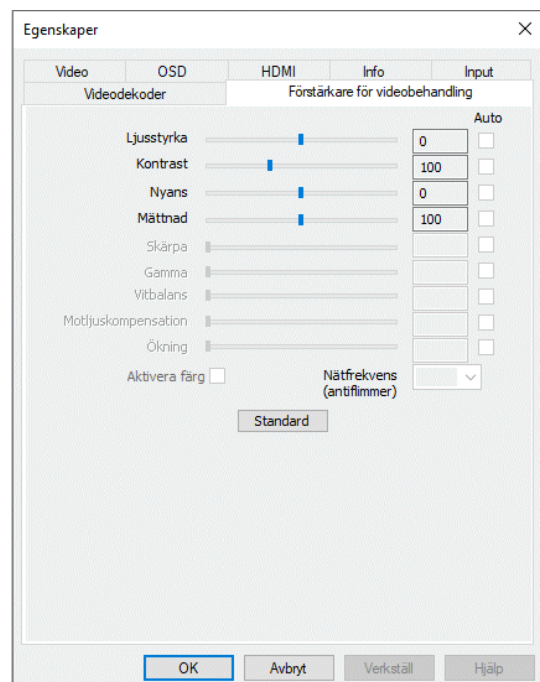 Egenskaper
Video OSD HDMI Info Input
Videodekoder Förstärkare för videobehandling
Auto
Ljusstyrka 0
Kontrast 100
Nyans 0
Mättnad 100
Skärpa
Gamma
Vitbalans
Motljuskompensation
Ökning
Aktivera färg Nätfrekvens
(antiflimmer)
Standard
OK Avbryt Verkställ Hjälp